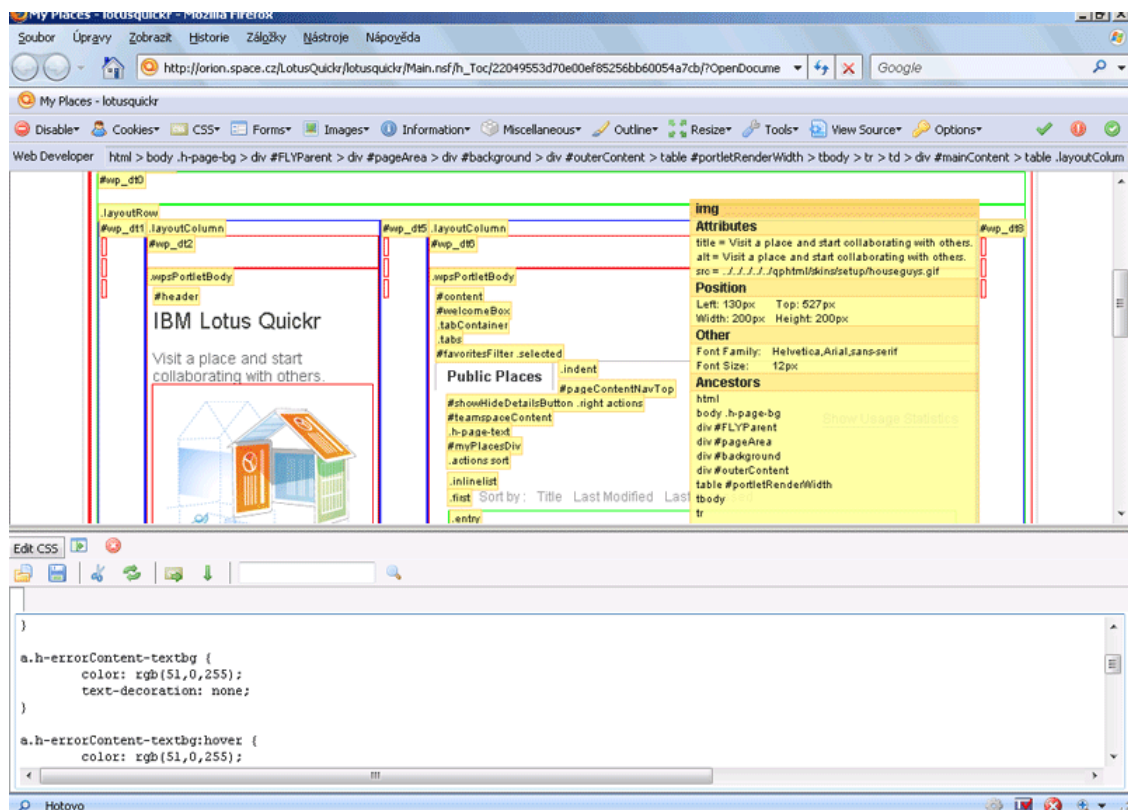 My Places - lotusquickr - Mozilla Firefox
Soubor Úpravy Zobrazit Historie Záložky Nástroje Nápověda
http://orion.space.cz/LotusQuickr/lotusquickr/Main.nsf/h_Toc/22049553d70e00ef85256bb60054a7cb/?OpenDocume Google
My Places - lotusquickr
Disable Cookies CSS Forms Images Information Miscellaneous Outline Resize Tools View Source Options
Web Developer html > body .h-page-bg > div #FLYParent > div #pageArea > div #background > div #outerContent > table #portletRenderWidth > tbody > tr > td > div #mainContent > table .layoutColum
#wp_dt0
.layoutRow
#wp_dt1 .layoutColumn
#wp_dt2
.wpsPortletBody
#header
IBM Lotus Quickr
Visit a place and start
collaborating with others.
#wp_dt5 .layoutColumn
#wp_dt6
.wpsPortletBody
#content
#welcomeBox
.tabContainer
.tabs
#favoritesFilter .selected
Public Places
.indent
#pageContentNavTop
#showHideDetailsButton .right actions
#teamspaceContent
.h-page-text
#myPlacesDiv
.actions sort
.inlinelist
.first Sort by: Title Last Modified Last
.entry
img
Attributes
title = Visit a place and start collaborating with others.
alt = Visit a place and start collaborating with others.
src = ../../../../../qphtml/skins/setup/houseguys.gif
Position
Left: 130px Top: 527px
Width: 200px Height: 200px
Other
Font Family: Helvetica,Arial,sans-serif
Font Size: 12px
Ancestors
html
body .h-page-bg
div #FLYParent
div #pageArea
div #background
div #outerContent
table #portletRenderWidth
tbody
tr
Show Usage Statistics
#wp_dt8
Edit CSS
}
a.h-errorContent-textbg {
color: rgb(51,0,255);
text-decoration: none;
}
a.h-errorContent-textbg:hover {
color: rgb(51,0,255);
Hotovo